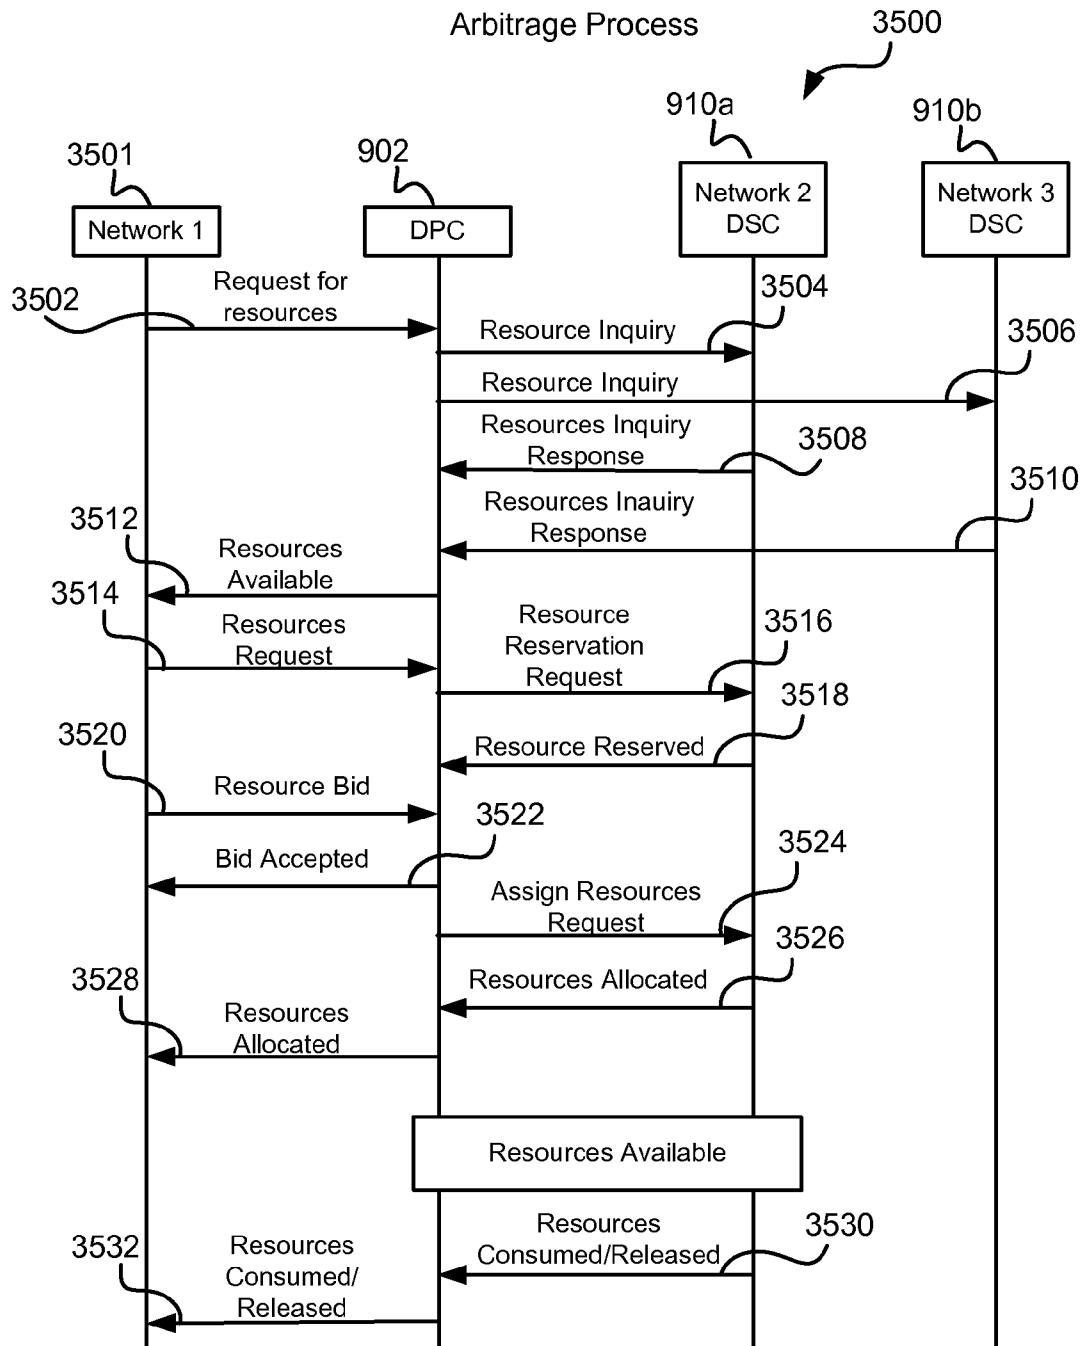 Arbitrage Process
3500
910a
910b
3501
902
Network 1
DPC
Network 2
DSC
Network 3
DSC
Request for
resources
3502
3504
Resource Inquiry
3506
Resource Inquiry
Resources Inquiry
Response
3508
3510
Resources Inauiry
Response
3512
Resources
Available
3514
Resources
Request
Resource
Reservation
Request
3516
3518
Resource Reserved
3520
Resource Bid
3522
Bid Accepted
3524
Assign Resources
Request
3526
Resources Allocated
3528
Resources
Allocated
Resources Available
Resources
Consumed/Released
3530
3532
Resources
Consumed/
Released